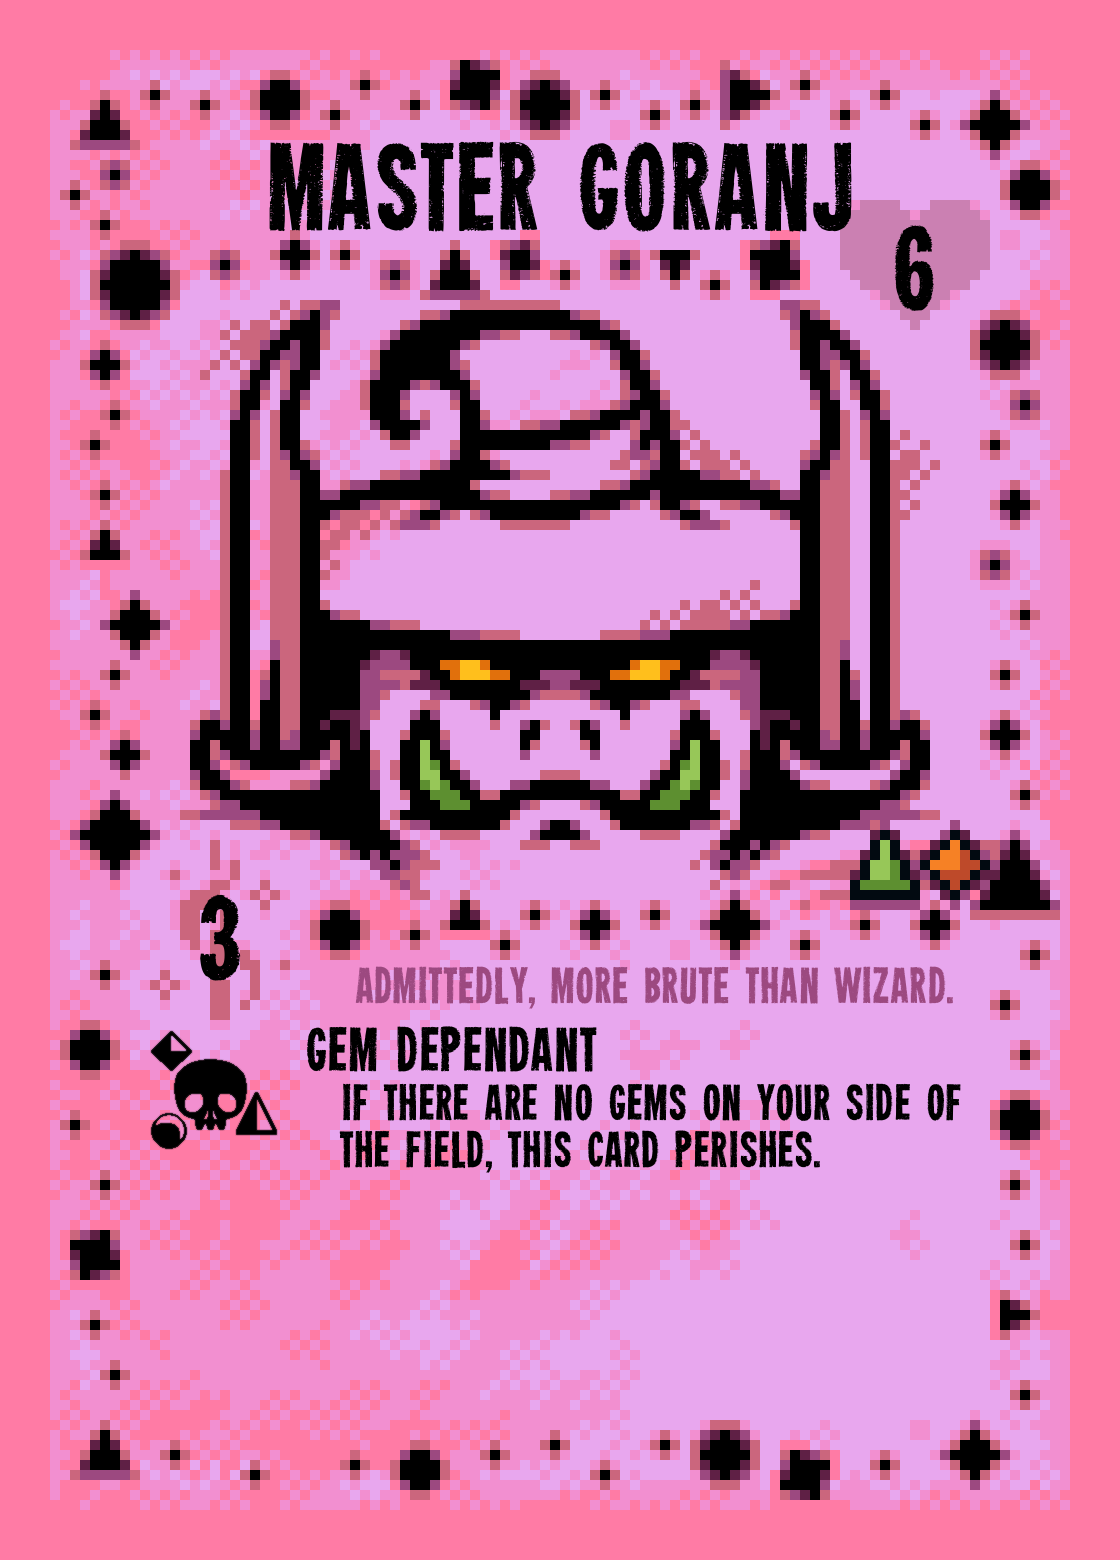 MASTER GORANJ
6
3
ADMITTEDLY, MORE BRUTE THAN WIZARD.
GEM DEPENDANT
IF THERE ARE NO GEMS ON YOUR SIDE OF
THE FIELD, THIS CARD PERISHES.